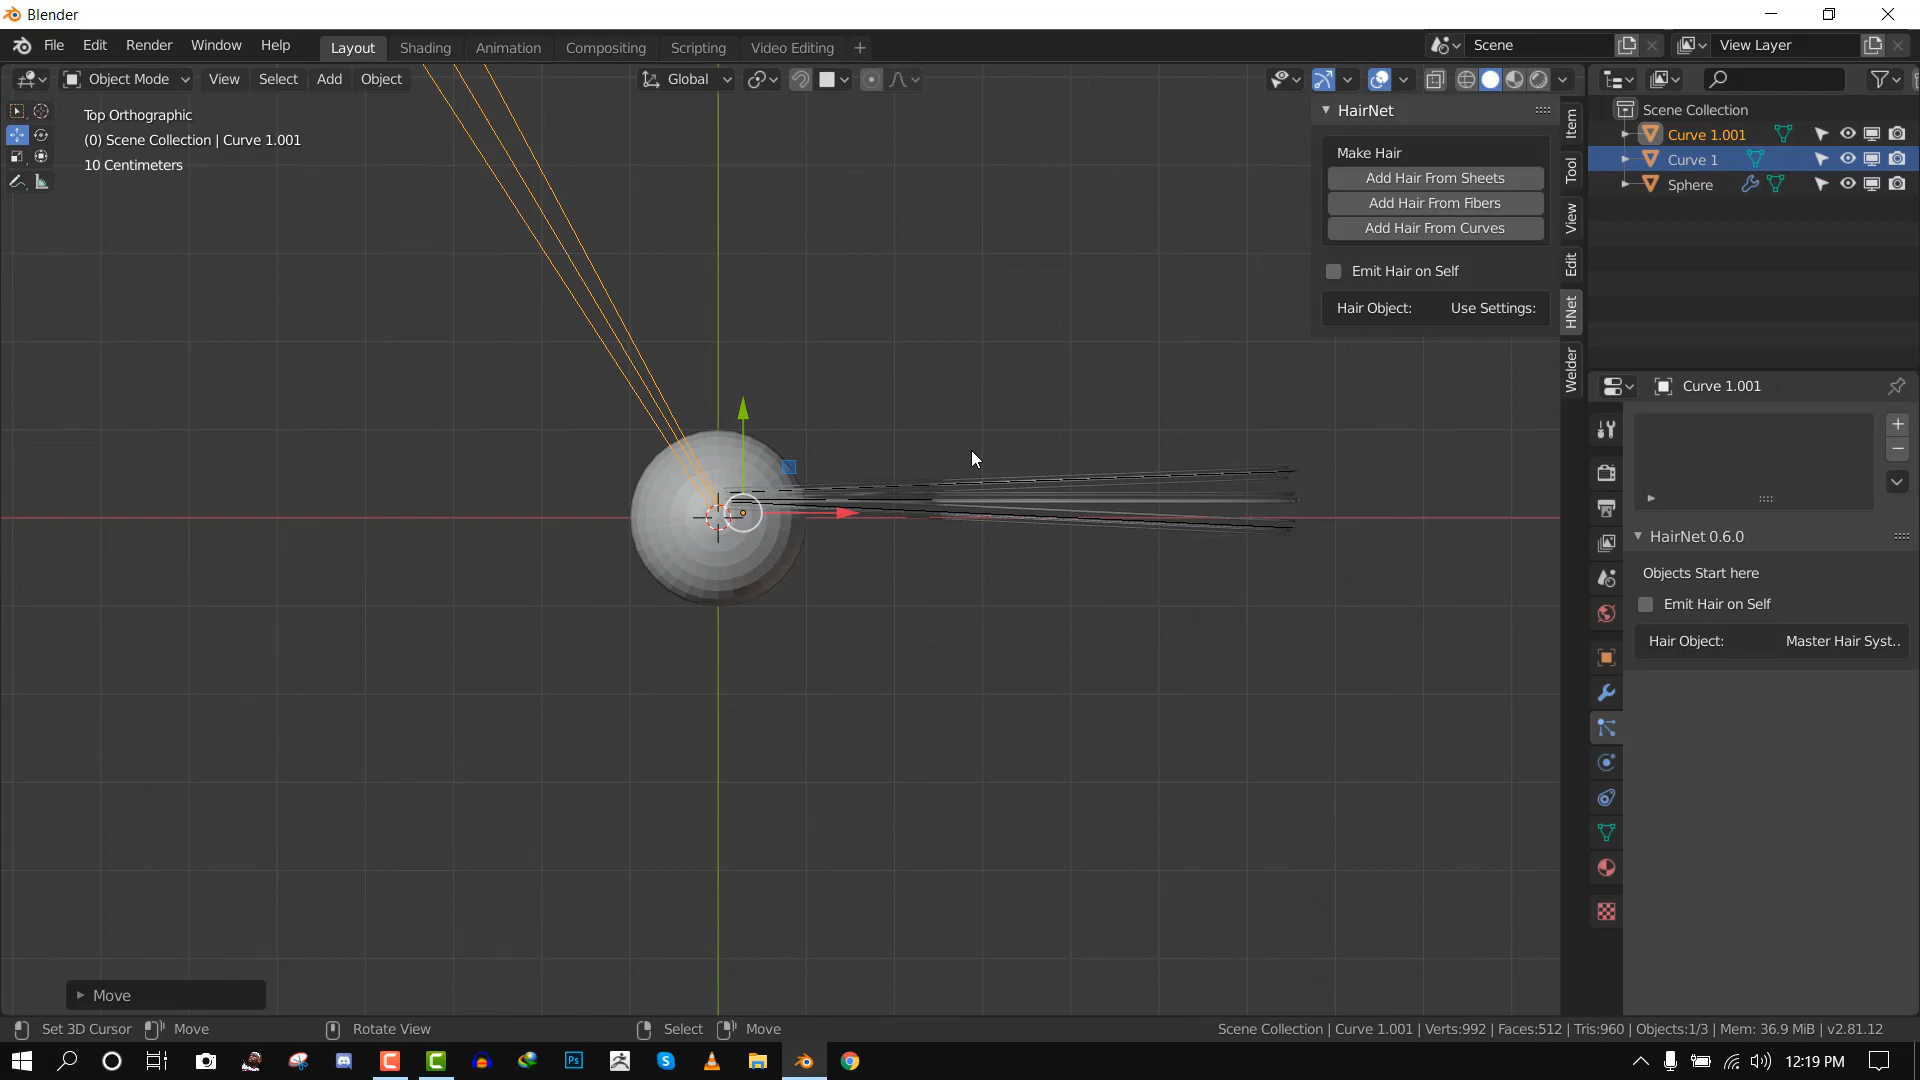 Blender
File Edit Render Window Help
Layout Shading Animation Compositing Scripting Video Editing +
Scene
View Layer
Object Mode View Select Add Object
Global
Top Orthographic
(0) Scene Collection | Curve 1.001
10 Centimeters
HairNet
Make Hair
Add Hair From Sheets
Add Hair From Fibers
Add Hair From Curves
Emit Hair on Self
Hair Object: Use Settings:
Item
Tool
View
Edit
HNet
Welder
Scene Collection
Curve 1.001
Curve 1
Sphere
Curve 1.001
HairNet 0.6.0
Objects Start here
Emit Hair on Self
Hair Object: Master Hair Syst..
Move
Set 3D Cursor Move Rotate View Select Move
Scene Collection | Curve 1.001 | Verts:992 | Faces:512 | Tris:960 | Objects:1/3 | Mem: 36.9 MiB | v2.81.12
12:19 PM